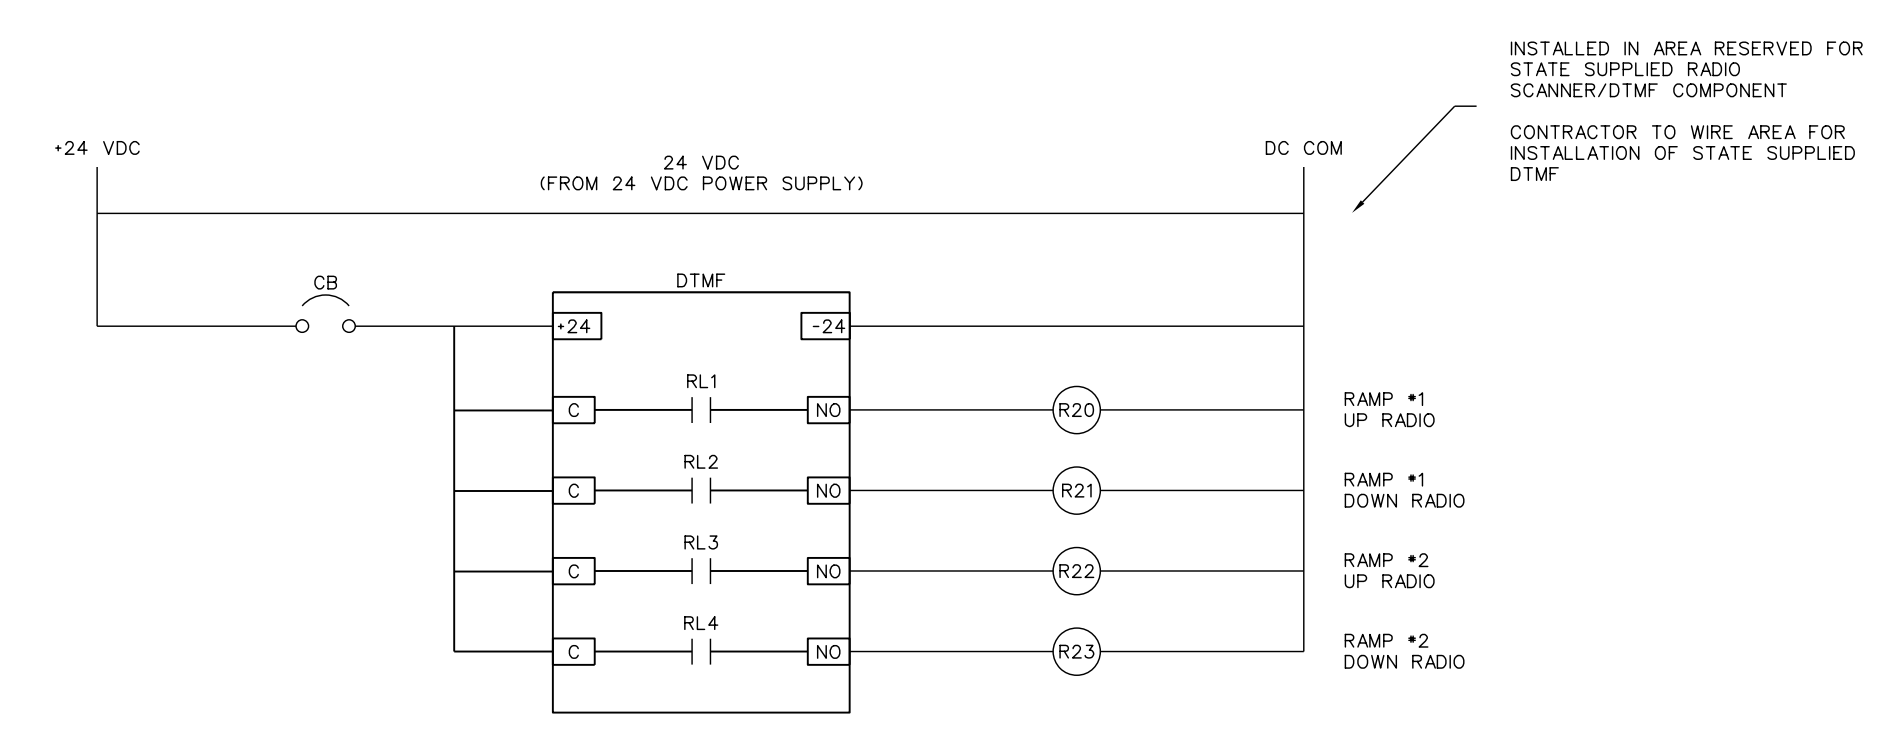 INSTALLED IN AREA RESERVED FOR
STATE SUPPLIED RADIO
SCANNER/DTMF COMPONENT
CONTRACTOR TO WIRE AREA FOR
INSTALLATION OF STATE SUPPLIED
DTMF
+24 VDC
24 VDC
(FROM 24 VDC POWER SUPPLY)
DC COM
CB
DTMF
+24
-24
RL1
C
NO
R20
RAMP #1
UP RADIO
RL2
C
NO
R21
RAMP #1
DOWN RADIO
RL3
C
NO
R22
RAMP #2
UP RADIO
RL4
C
NO
R23
RAMP #2
DOWN RADIO